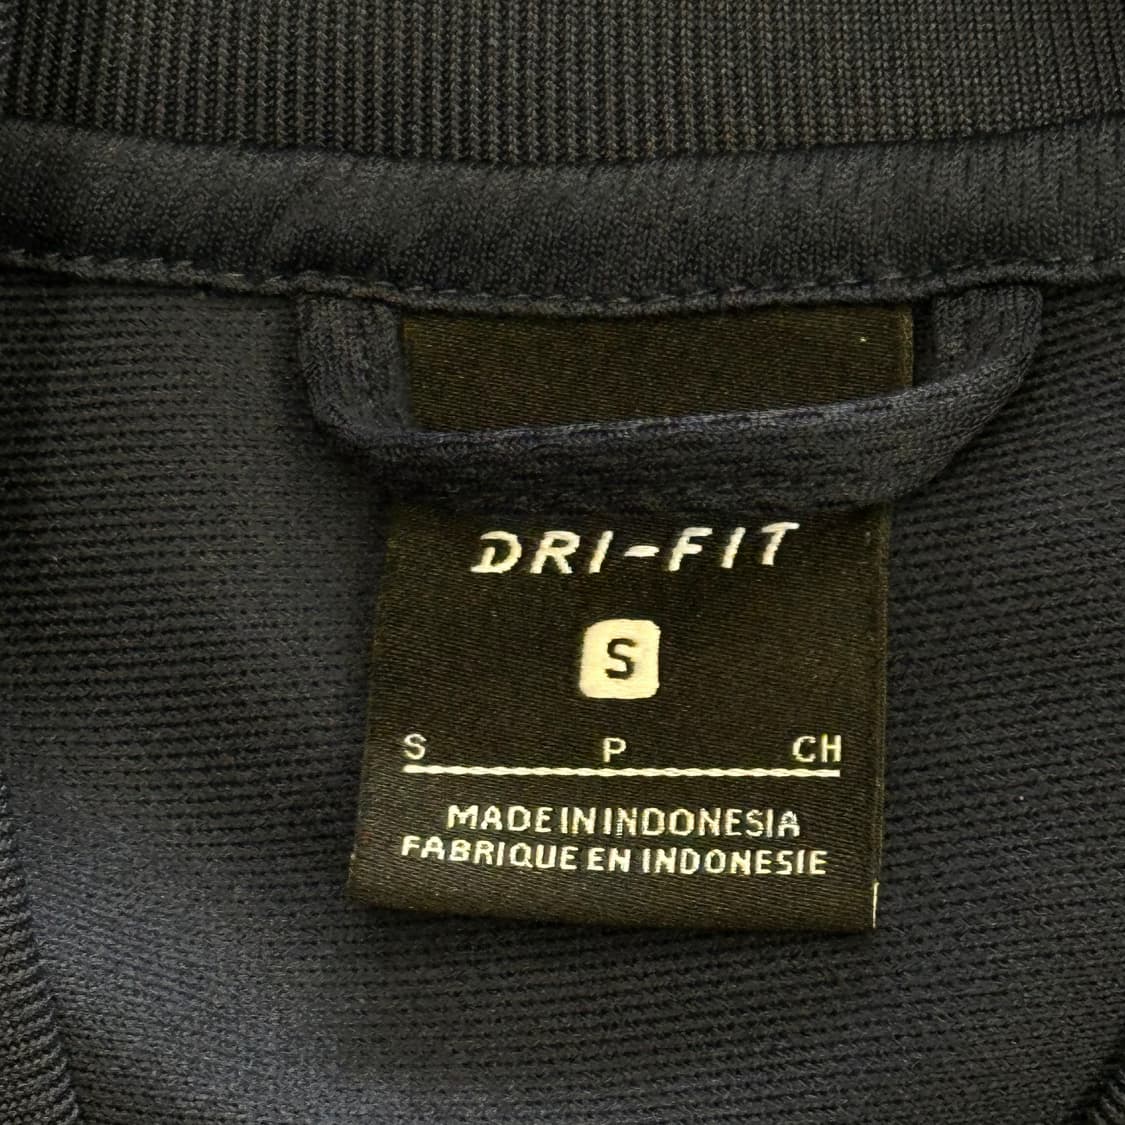 DRI-FIT
S
S P CH
MADE IN INDONESIA
FABRIQUE EN INDONESIE